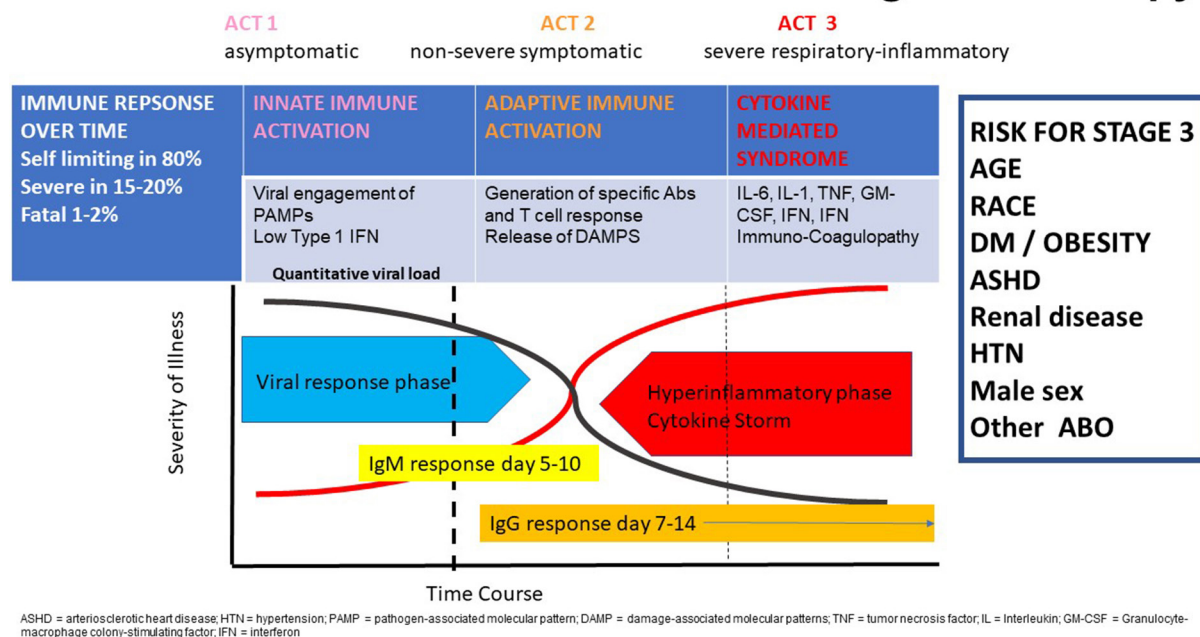 ACT 1
asymptomatic
ACT 2
non-severe symptomatic
ACT 3
severe respiratory-inflammatory
IMMUNE REPSONSE
OVER TIME
Self limiting in 80%
Severe in 15-20%
Fatal 1-2%
INNATE IMMUNE
ACTIVATION
ADAPTIVE IMMUNE
ACTIVATION
CYTOKINE
MEDIATED
SYNDROME
Viral engagement of
PAMPs
Low Type 1 IFN
Generation of specific Abs
and T cell response
Release of DAMPS
IL-6, IL-1, TNF, GM-
CSF, IFN, IFN
Immuno-Coagulopathy
RISK FOR STAGE 3
AGE
RACE
DM / OBESITY
ASHD
Renal disease
HTN
Male sex
Other ABO
Quantitative viral load
Severity of Illness
Viral response phase
Hyperinflammatory phase
Cytokine Storm
IgM response day 5-10
IgG response day 7-14
Time Course
ASHD = arteriosclerotic heart disease; HTN = hypertension; PAMP = pathogen-associated molecular pattern; DAMP = damage-associated molecular patterns; TNF = tumor necrosis factor; IL = Interleukin; GM-CSF = Granulocyte-
macrophage colony-stimulating factor; IFN = interferon